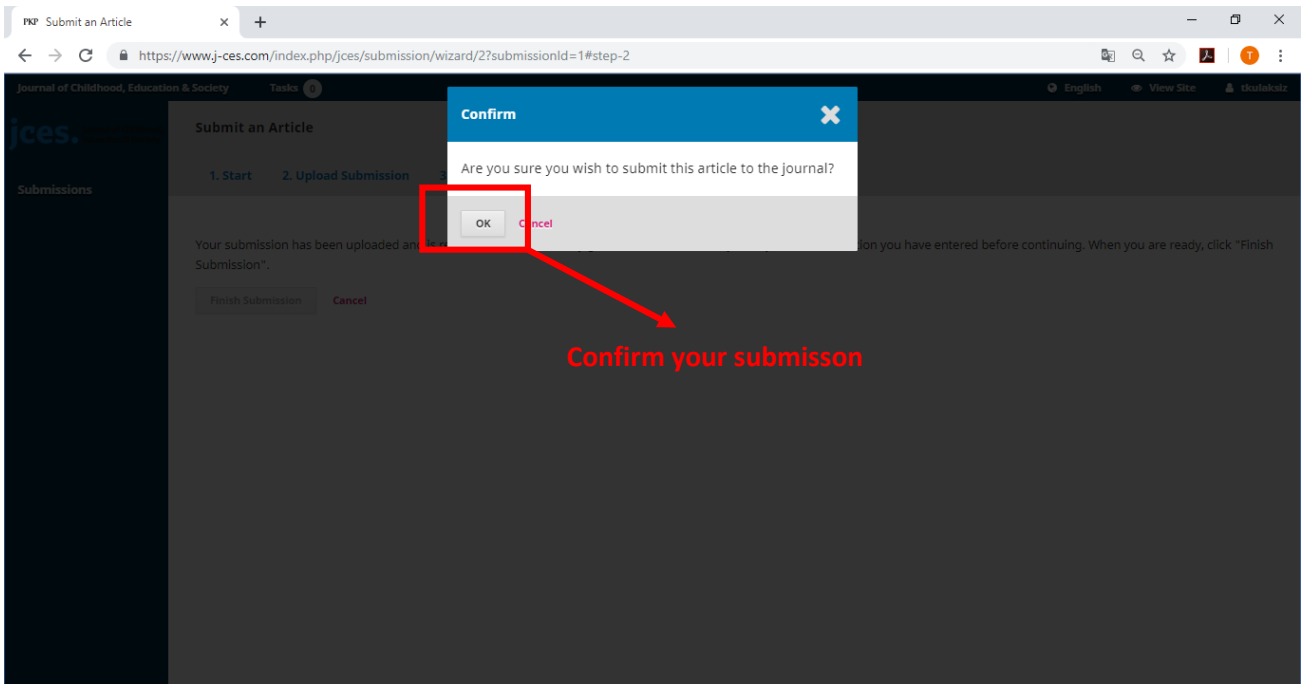 PKP Submit an Article
https://www.j-ces.com/index.php/jces/submission/wizard/2?submissionId=1#step-2
T
Journal of Childhood, Education & Society Tasks 0 English View Site tkulaksiz
jces.
Submit an Article
Confirm
Are you sure you wish to submit this article to the journal?
OK Cancel
Submissions
1. Start 2. Upload Submission 3
Your submission has been uploaded and is you have entered before continuing. When you are ready, click "Finish
Submission".
Finish Submission Cancel
Confirm your submisson